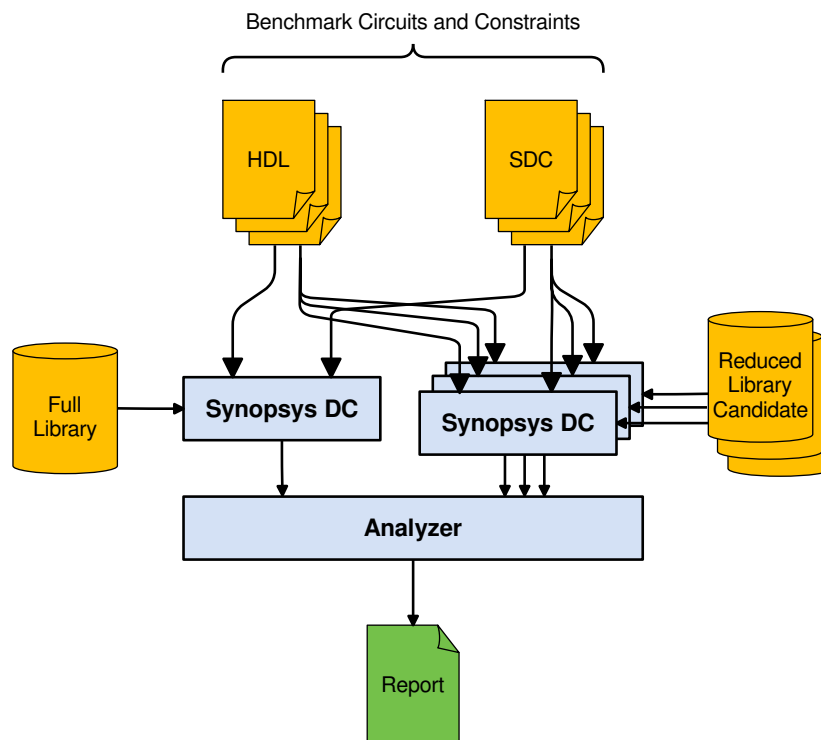 Benchmark Circuits and Constraints
HDL
SDC
Full
Library
Synopsys DC
Synopsys DC
Reduced
Library
Candidate
Analyzer
Report